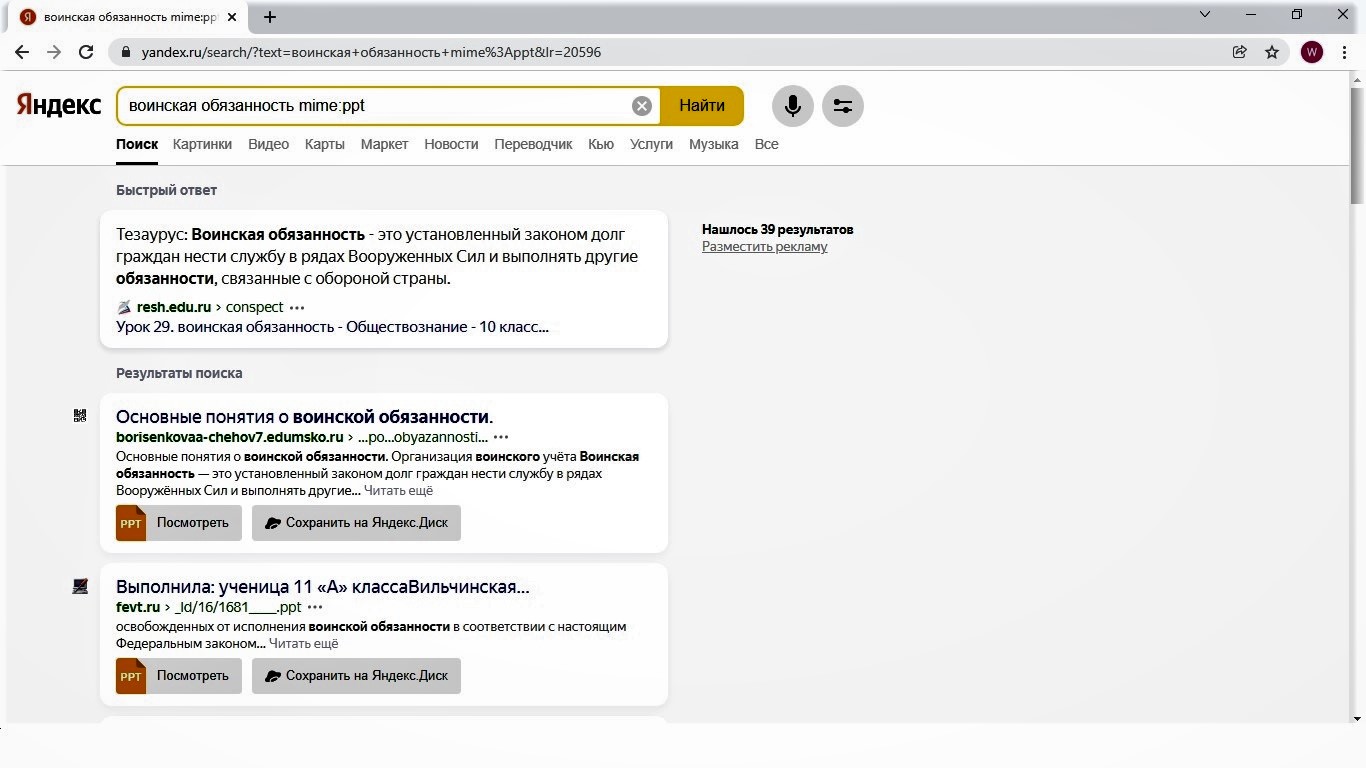 воинская обязанность mime:pp
yandex.ru/search/?text=воинская+обязанность+mime%3Appt&lr=20596
W
Яндекс
воинская обязанность mime:ppt
Найти
Поиск Картинки Видео Карты Маркет Новости Переводчик Кью Услуги Музыка Все
Быстрый ответ
Тезаурус: Воинская обязанность - это установленный законом долг
граждан нести службу в рядах Вооруженных Сил и выполнять другие
обязанности, связанные с обороной страны.
resh.edu.ru › conspect •••
Урок 29. воинская обязанность - Обществознание - 10 класс...
Нашлось 39 результатов
Разместить рекламу
Результаты поиска
Основные понятия о воинской обязанности.
borisenkovaa-chehov7.edumsko.ru › ...po...obyazannosti... •••
Основные понятия о воинской обязанности. Организация воинского учёта Воинская
обязанность — это установленный законом долг граждан нести службу в рядах
Вооружённых Сил и выполнять другие... Читать ещё
PPT Посмотреть Сохранить на Яндекс.Диск
Выполнила: ученица 11 «А» классаВильчинская...
fevt.ru › _ld/16/1681____.ppt •••
освобожденных от исполнения воинской обязанности в соответствии с настоящим
Федеральным законом... Читать ещё
PPT Посмотреть Сохранить на Яндекс.Диск